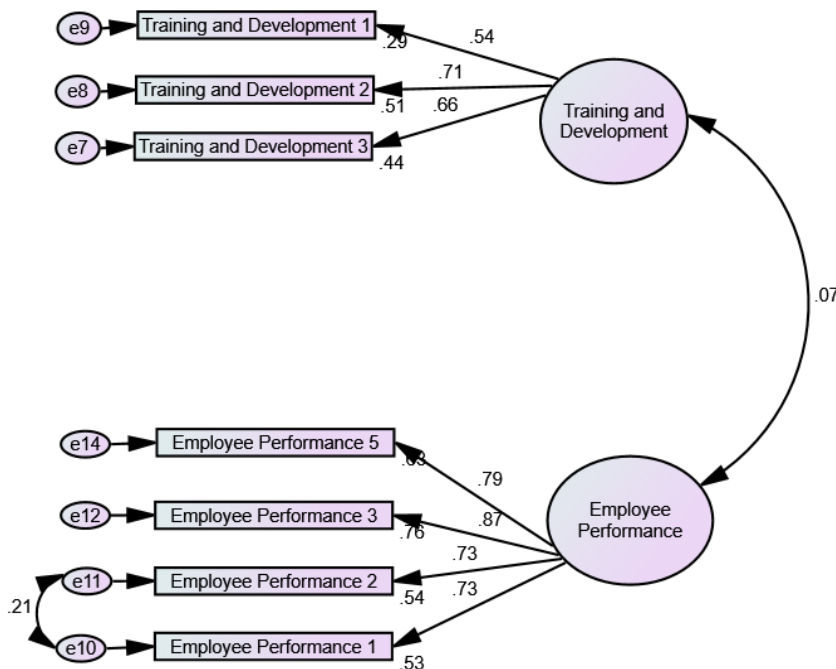 e9
Training and Development 1
.29
.54
e8
Training and Development 2
.51
.71
e7
Training and Development 3
.44
.66
Training and
Development
.07
e14
Employee Performance 5
.63
.79
e12
Employee Performance 3
.76
.87
Employee
Performance
e11
Employee Performance 2
.54
.73
.21
e10
Employee Performance 1
.53
.73